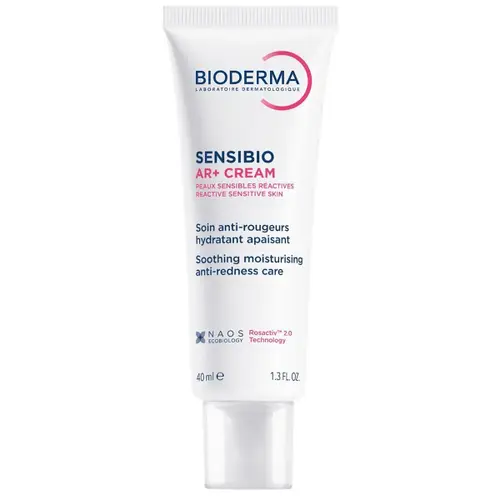 BIODERMA
LABORATOIRE DERMATOLOGIQUE
SENSIBIO
AR+ CREAM
PEAUX SENSIBLES RÉACTIVES
REACTIVE SENSITIVE SKIN
Soin anti-rougeurs
hydratant apaisant
Soothing moisturising
anti-redness care
NAOS
ECOBIOLOGY
Rosactiv™ 2.0
Technology
40 ml e 1.3 FL.OZ.